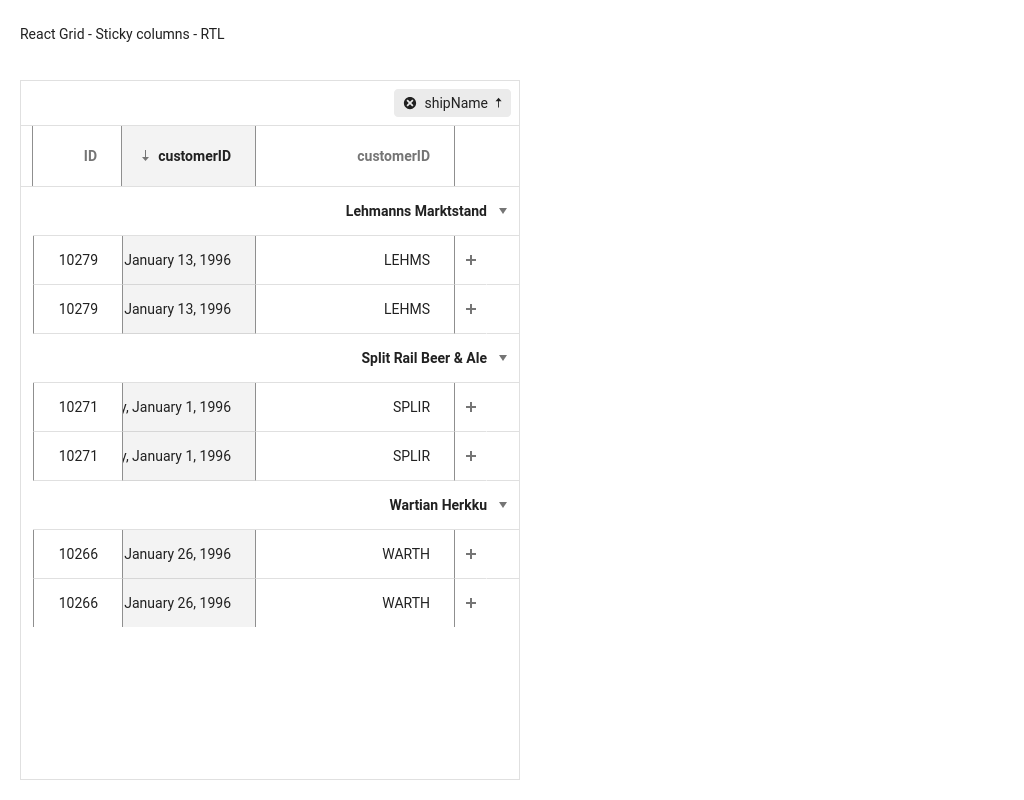 React Grid - Sticky columns - RTL
shipName
ID customerID customerID
Lehmanns Marktstand
10279 January 13, 1996 LEHMS
10279 January 13, 1996 LEHMS
Split Rail Beer & Ale
10271 , January 1, 1996 SPLIR
10271 , January 1, 1996 SPLIR
Wartian Herkku
10266 January 26, 1996 WARTH
10266 January 26, 1996 WARTH